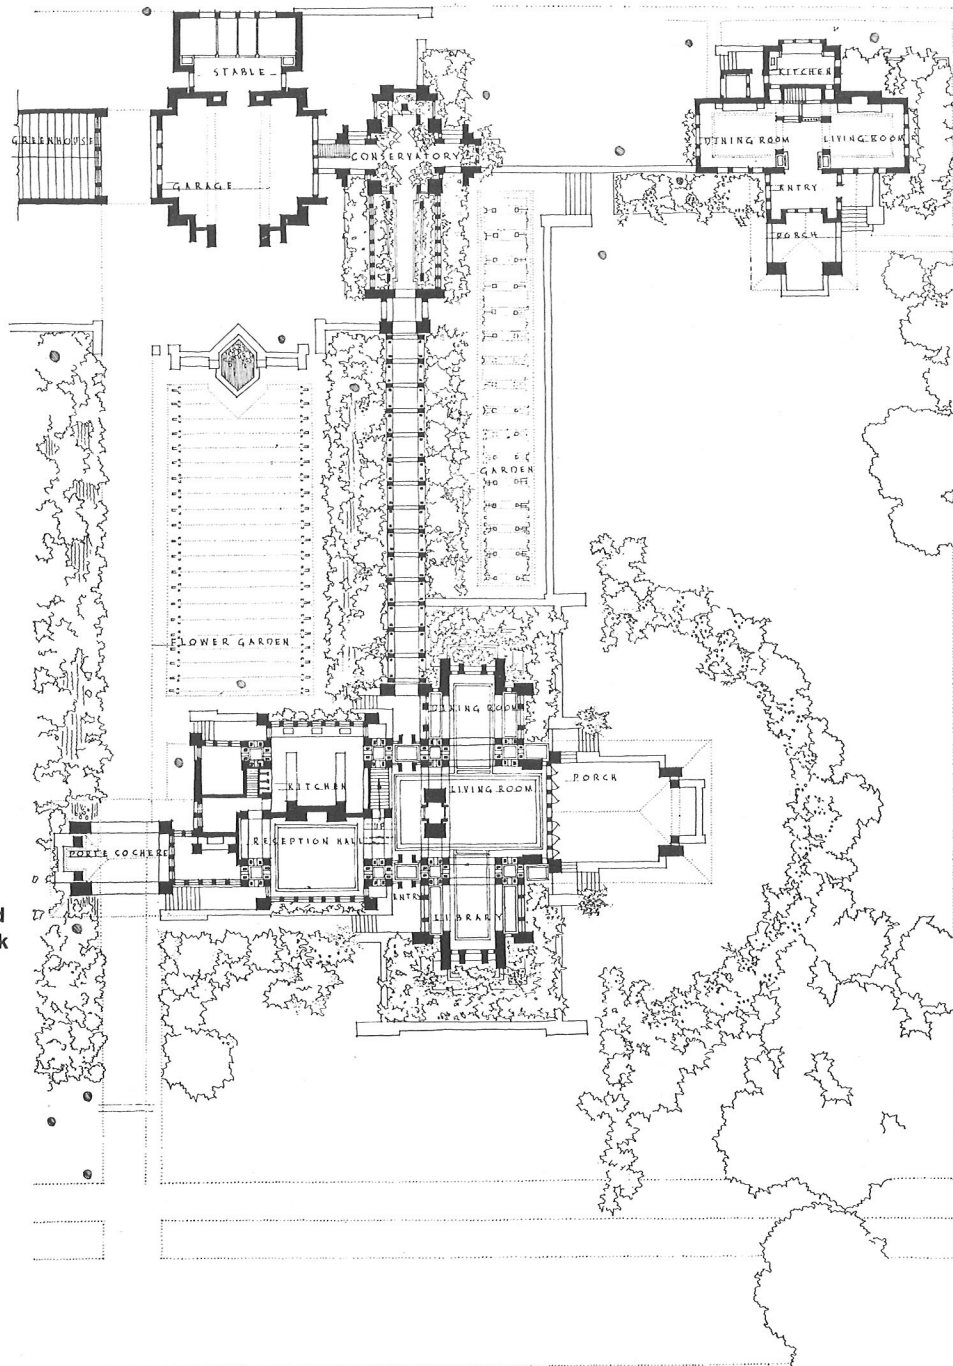 STABLE
KITCHEN
GREENHOUSE
DINING ROOM
LIVING ROOM
CONSERVATORY
GARAGE
ENTRY
PORCH
GARDEN
FLOWER GARDEN
DINING ROOM
PORCH
KITCHEN
LIVING ROOM
UP
RECEPTION HALL
PORTE COCHERE
ENTRY
LIBRARY
d
k